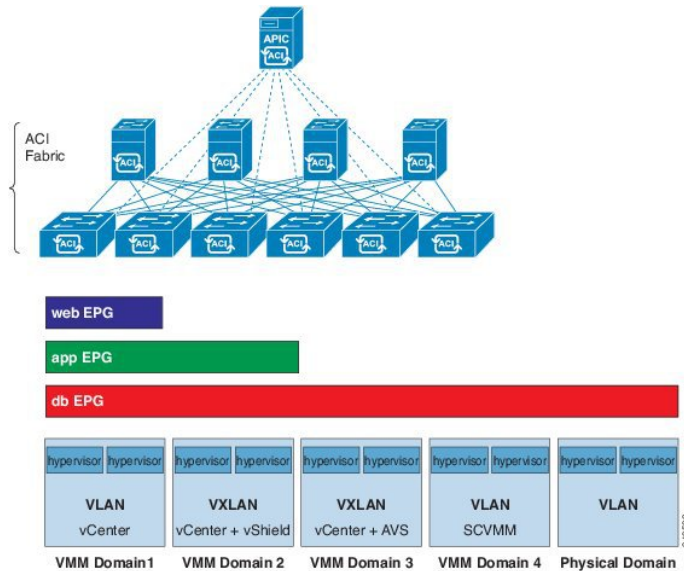 APIC
ACI
ACI
Fabric
ACI
ACI
ACI
ACI
ACI
ACI
ACI
ACI
ACI
ACI
web EPG
app EPG
db EPG
hypervisor hypervisor hypervisor hypervisor hypervisor hypervisor hypervisor hypervisor hypervisor hypervisor
VLAN VXLAN VXLAN VLAN VLAN
vCenter vCenter + vShield vCenter + AVS SCVMM
VMM Domain1 VMM Domain 2 VMM Domain 3 VMM Domain 4 Physical Domain